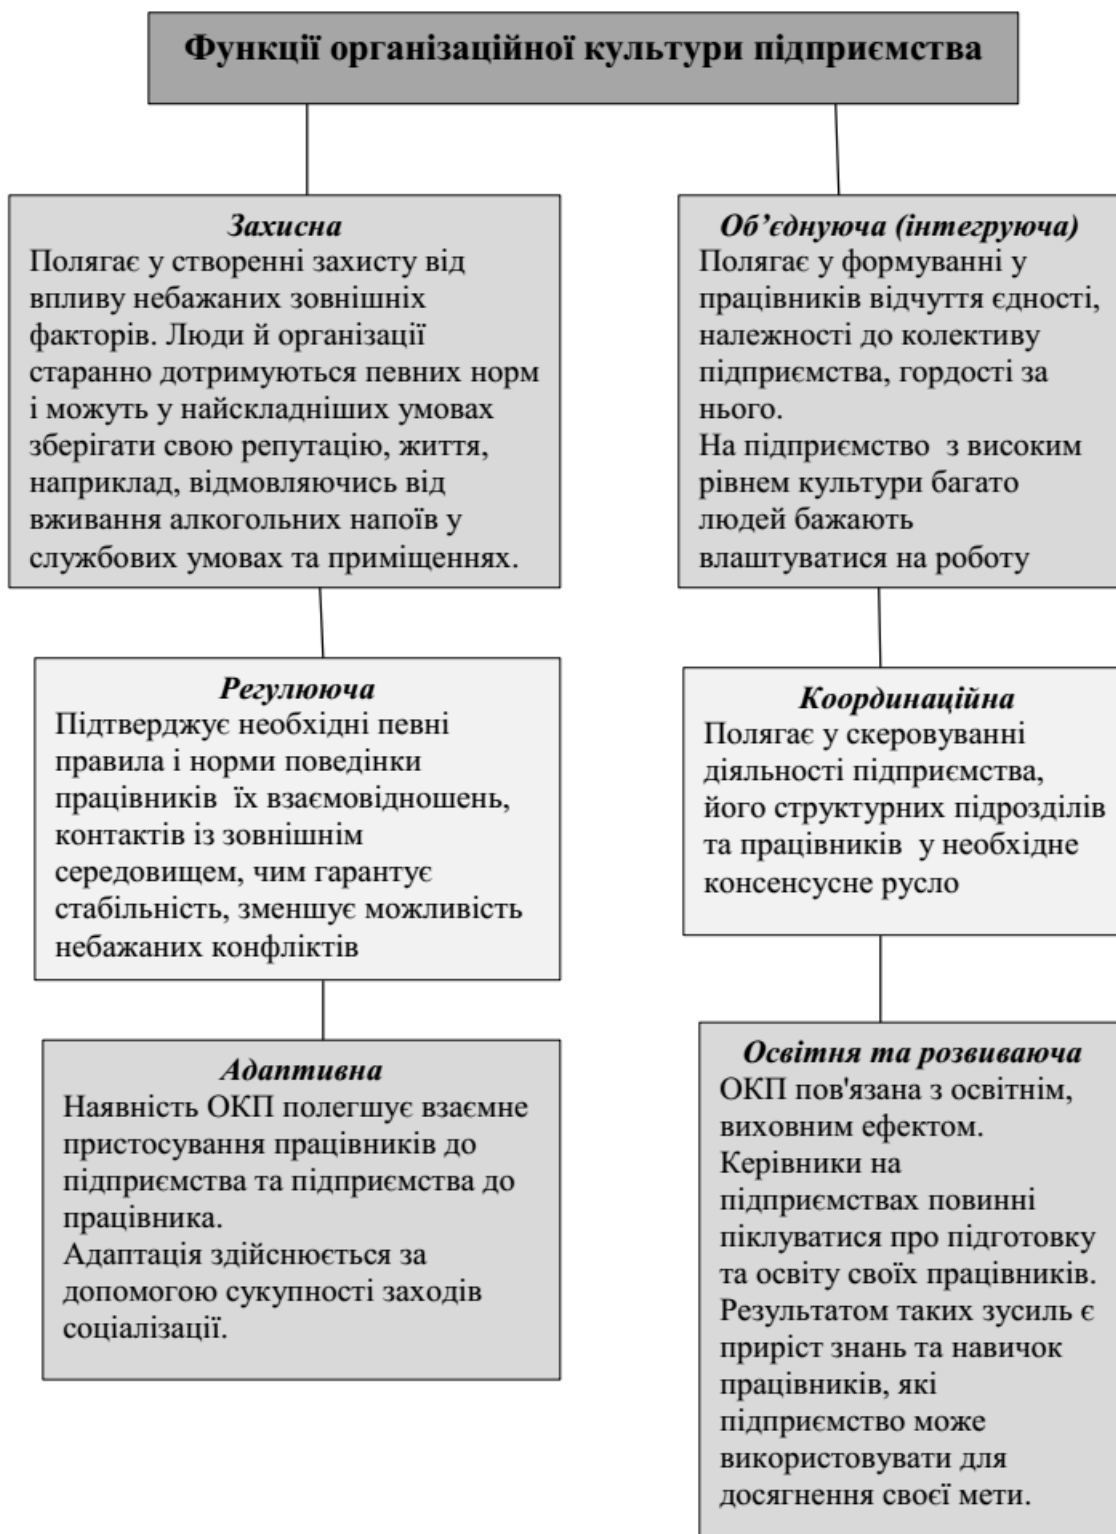 Функції організаційної культури підприємства
Захисна
Полягає у створенні захисту від
впливу небажаних зовнішніх
факторів. Люди й організації
старанно дотримуються певних норм
і можуть у найскладніших умовах
зберігати свою репутацію, життя,
наприклад, відмовляючись від
вживання алкогольних напоїв у
службових умовах та приміщеннях.
Регулююча
Підтверджує необхідні певні
правила і норми поведінки
працівників їх взаємовідношень,
контактів із зовнішнім
середовищем, чим гарантує
стабільність, зменшує можливість
небажаних конфліктів
Адаптивна
Наявність ОКП полегшує взаємне
пристосування працівників до
підприємства та підприємства до
працівника.
Адаптація здійснюється за
допомогою сукупності заходів
соціалізації.
Об’єднуюча (інтегруюча)
Полягає у формуванні у
працівників відчуття єдності,
належності до колективу
підприємства, гордості за
нього.
На підприємство з високим
рівнем культури багато
людей бажають
влаштуватися на роботу
Координаційна
Полягає у скеровуванні
діяльності підприємства,
його структурних підрозділів
та працівників у необхідне
консенсусне русло
Освітня та розвиваюча
ОКП пов'язана з освітнім,
виховним ефектом.
Керівники на
підприємствах повинні
піклуватися про підготовку
та освіту своїх працівників.
Результатом таких зусиль є
приріст знань та навичок
працівників, які
підприємство може
використовувати для
досягнення своєї мети.